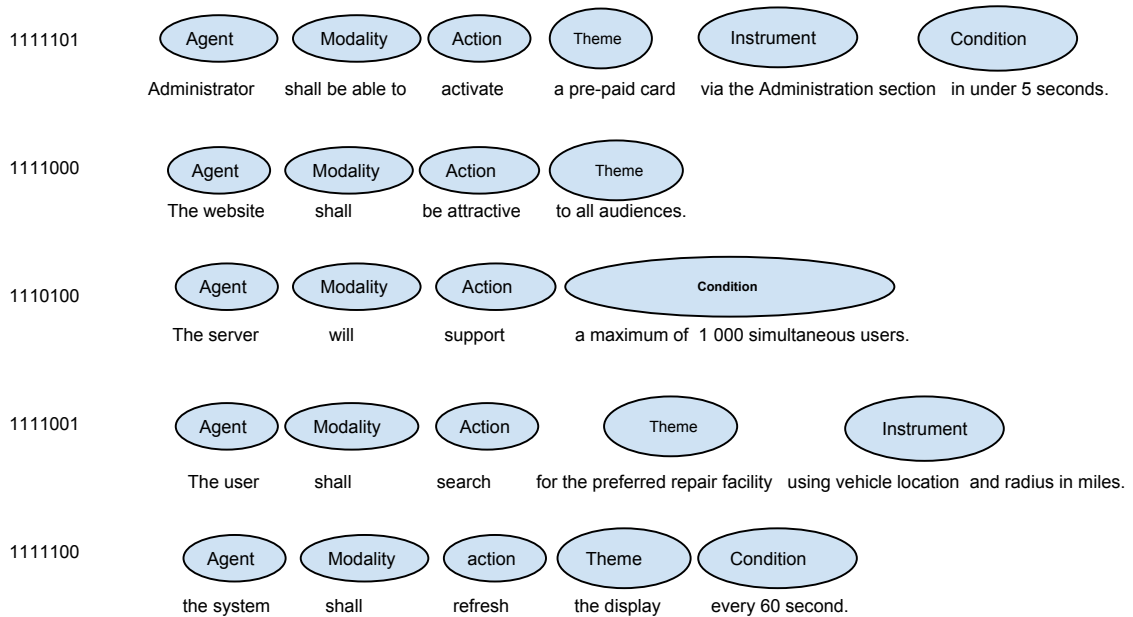 1111101 Agent Modality Action Theme Instrument Condition
Administrator shall be able to activate a pre-paid card via the Administration section in under 5 seconds.
1111000 Agent Modality Action Theme
The website shall be attractive to all audiences.
1110100 Agent Modality Action Condition
The server will support a maximum of 1 000 simultaneous users.
1111001 Agent Modality Action Theme Instrument
The user shall search for the preferred repair facility using vehicle location and radius in miles.
1111100 Agent Modality action Theme Condition
the system shall refresh the display every 60 second.